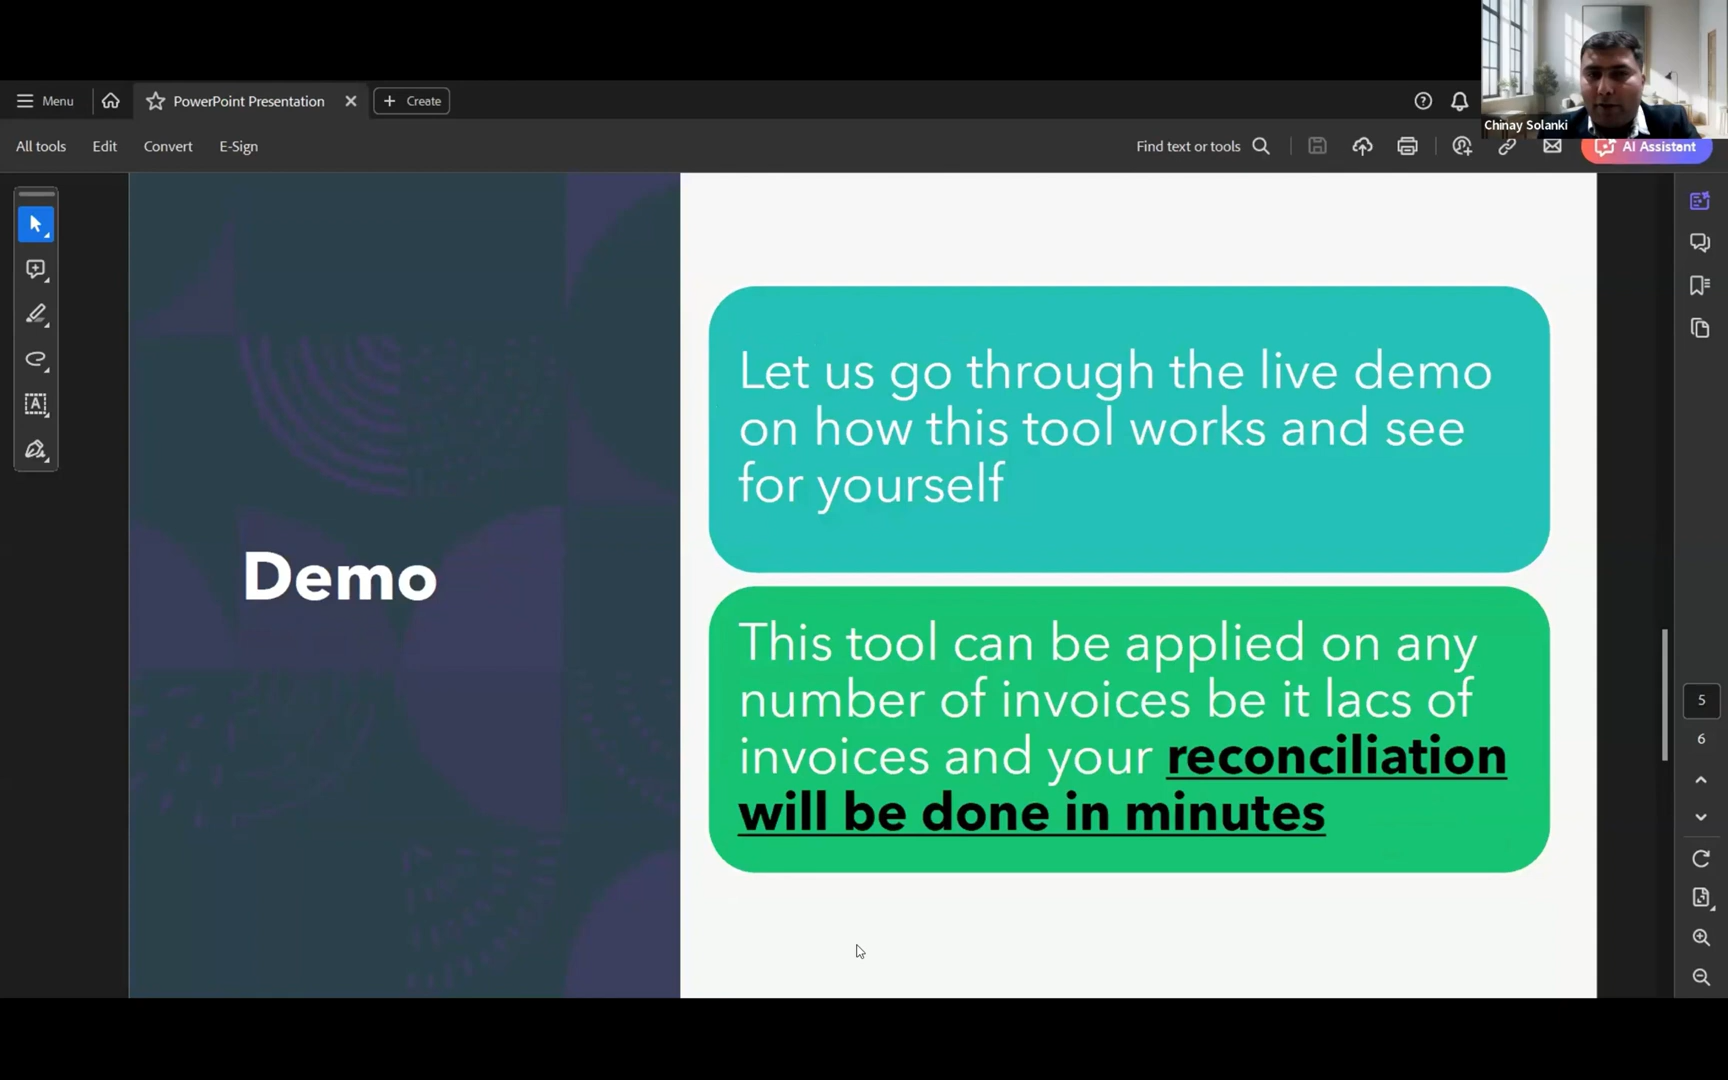 Menu
PowerPoint Presentation
Create
Chinay Solanki
All tools
Edit
Convert
E-Sign
Find text or tools
AI Assistant
Demo
Let us go through the live demo
on how this tool works and see
for yourself
This tool can be applied on any
number of invoices be it lacs of
invoices and your reconciliation
will be done in minutes
5
6